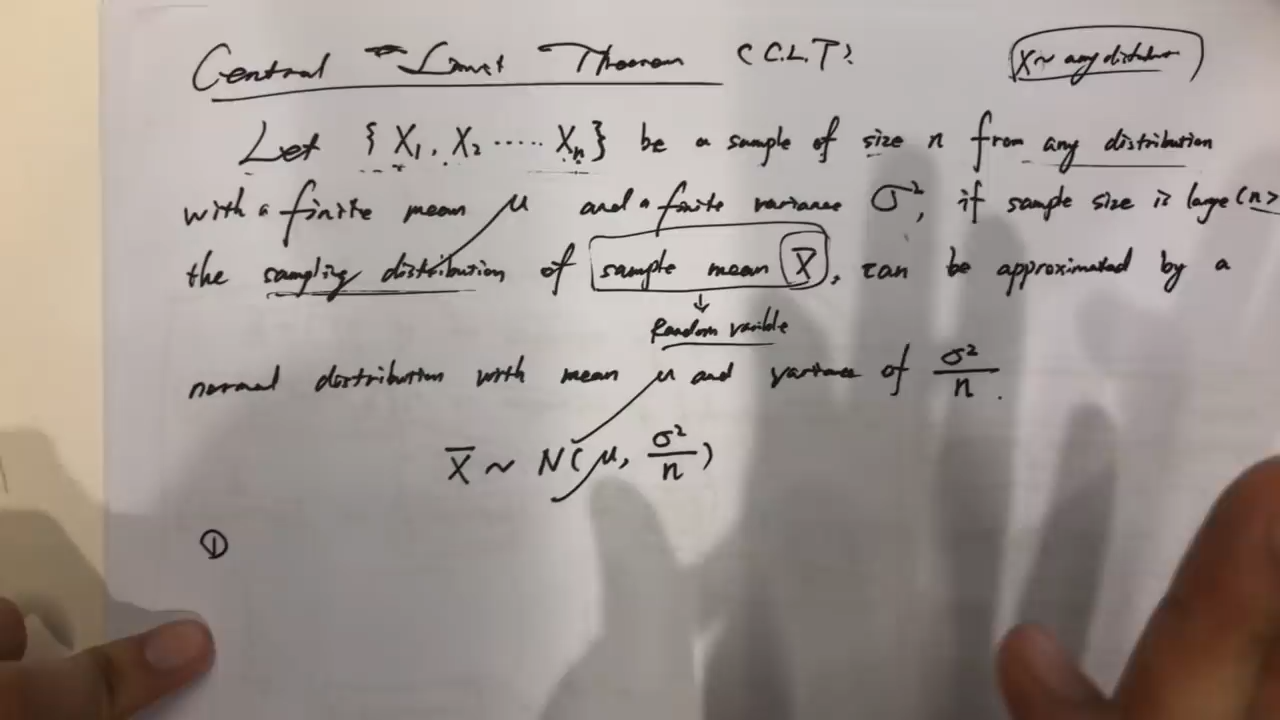 Central - Limit Theorem (C.L.T)
X ~ any distribution
Let { X₁, X₂ ..... Xₙ } be a sample of size n from any distribution
with a finite mean μ and a finite variance σ², if sample size is large (n >
the sampling distribution of sample mean X̄, can be approximated by a
Random variable
normal distribution with mean μ and variance of σ²/n.
X̄ ~ N(μ, σ²/n)
①